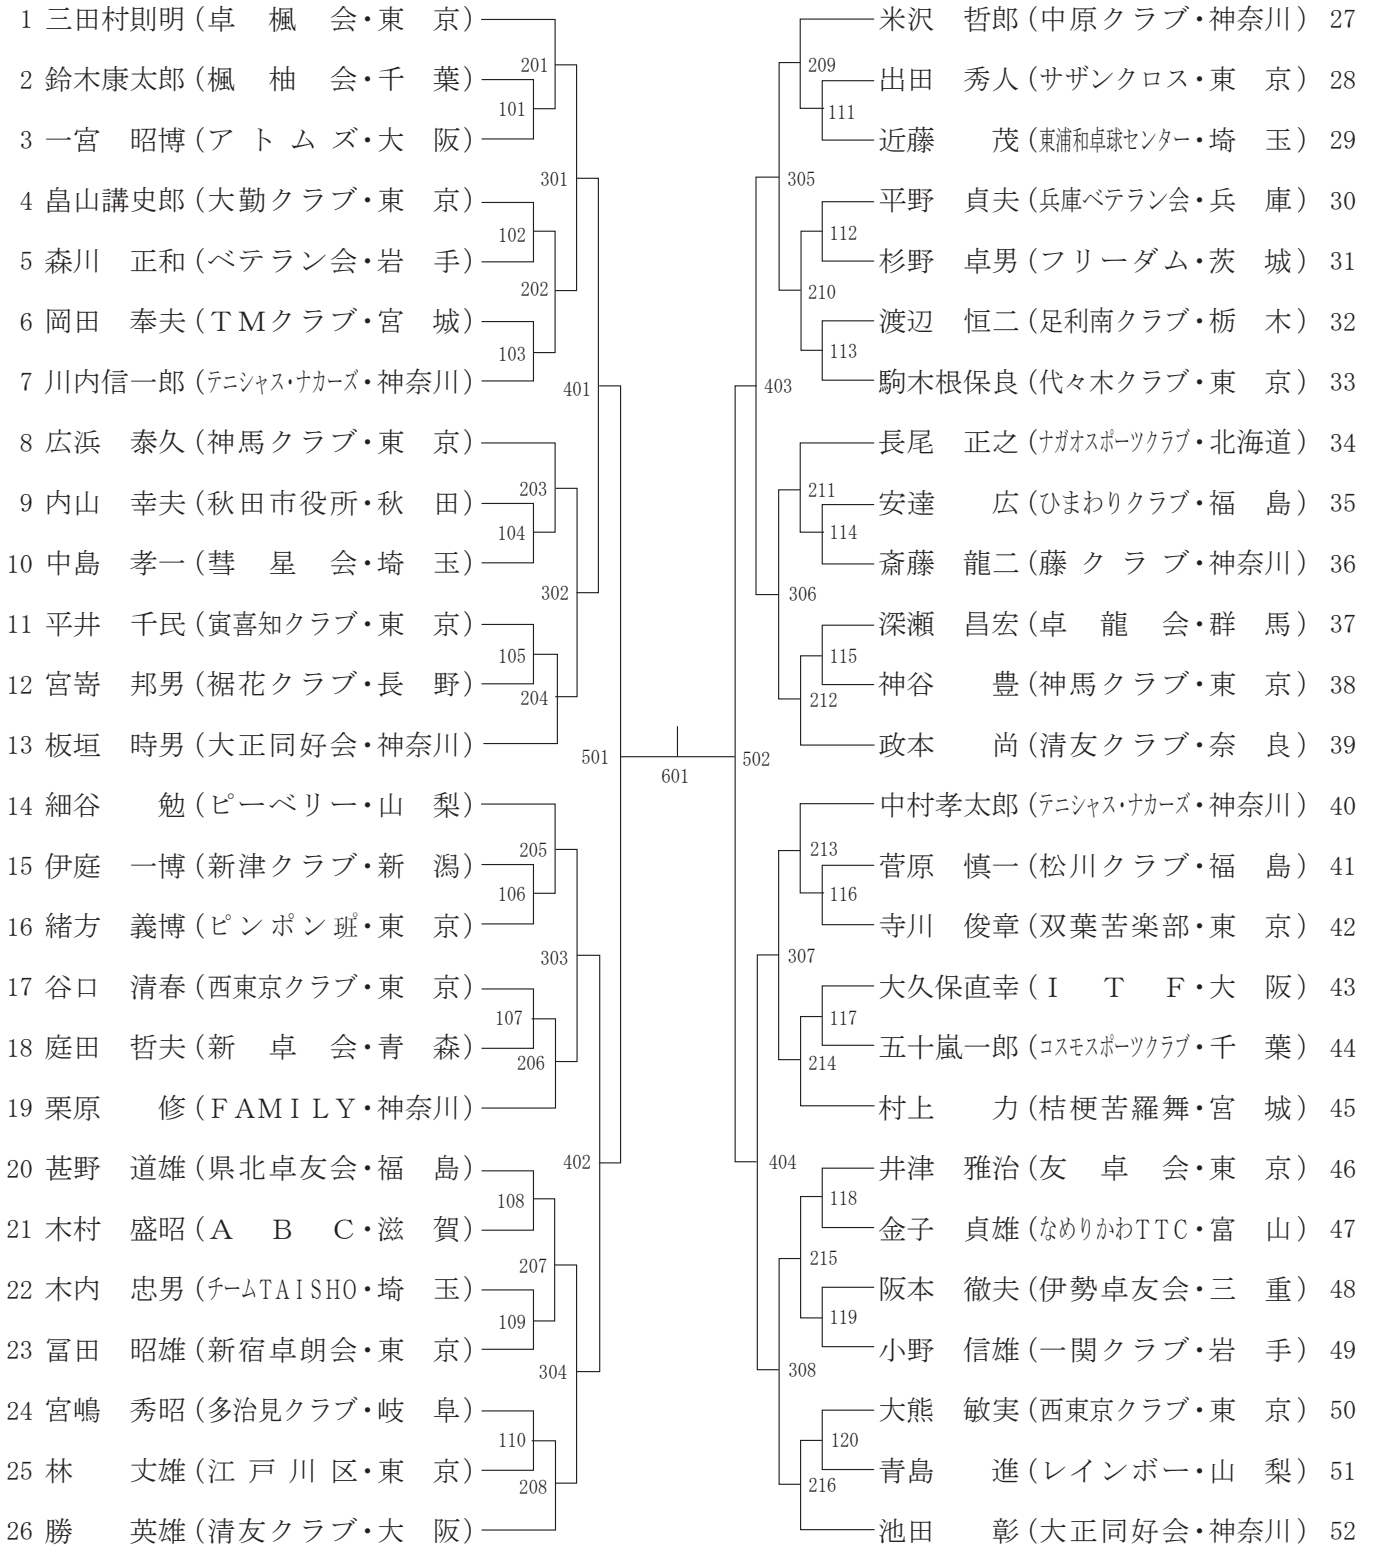 1 三田村則明(卓 楓 会・東 京)
2 鈴木康太郎(楓 柚 会・千 葉)
3 一宮 昭博(アトムズ・大 阪)
4 畠山講史郎(大勤クラブ・東 京)
5 森川 正和(ベテラン会・岩 手)
6 岡田 奉夫(TMクラブ・宮 城)
7 川内信一郎(テニシャス・ナカーズ・神奈川)
8 広浜 泰久(神馬クラブ・東 京)
9 内山 幸夫(秋田市役所・秋 田)
10 中島 孝一(彗 星 会・埼 玉)
11 平井 千民(寅喜知クラブ・東 京)
12 宮嵜 邦男(裾花クラブ・長 野)
13 板垣 時男(大正同好会・神奈川)
14 細谷 勉(ピーベリー・山 梨)
15 伊庭 一博(新津クラブ・新 潟)
16 緒方 義博(ピンポン班・東 京)
17 谷口 清春(西東京クラブ・東 京)
18 庭田 哲夫(新 卓 会・青 森)
19 栗原 修(FAMILY・神奈川)
20 甚野 道雄(県北卓友会・福 島)
21 木村 盛昭(A B C・滋 賀)
22 木内 忠男(チームTAISHO・埼 玉)
23 冨田 昭雄(新宿卓朗会・東 京)
24 宮嶋 秀昭(多治見クラブ・岐 阜)
25 林 丈雄(江戸川区・東 京)
26 勝 英雄(清友クラブ・大 阪)
201
101
301
102
202
103
401
203
104
302
105
204
501
205
106
303
107
206
402
108
207
109
304
110
208
601
209
111
305
112
210
113
403
211
114
306
115
212
502
213
116
307
117
214
404
118
215
119
308
120
216
米沢 哲郎(中原クラブ・神奈川) 27
出田 秀人(サザンクロス・東 京) 28
近藤 茂(東浦和卓球センター・埼 玉) 29
平野 貞夫(兵庫ベテラン会・兵 庫) 30
杉野 卓男(フリーダム・茨 城) 31
渡辺 恒二(足利南クラブ・栃 木) 32
駒木根保良(代々木クラブ・東 京) 33
長尾 正之(ナガオスポーツクラブ・北海道) 34
安達 広(ひまわりクラブ・福 島) 35
斎藤 龍二(藤クラブ・神奈川) 36
深瀬 昌宏(卓 龍 会・群 馬) 37
神谷 豊(神馬クラブ・東 京) 38
政本 尚(清友クラブ・奈 良) 39
中村孝太郎(テニシャス・ナカーズ・神奈川) 40
菅原 慎一(松川クラブ・福 島) 41
寺川 俊章(双葉苦楽部・東 京) 42
大久保直幸(I T F・大 阪) 43
五十嵐一郎(コスモスポーツクラブ・千 葉) 44
村上 力(桔梗苦羅舞・宮 城) 45
井津 雅治(友 卓 会・東 京) 46
金子 貞雄(なめりかわTTC・富 山) 47
阪本 徹夫(伊勢卓友会・三 重) 48
小野 信雄(一関クラブ・岩 手) 49
大熊 敏実(西東京クラブ・東 京) 50
青島 進(レインボー・山 梨) 51
池田 彰(大正同好会・神奈川) 52